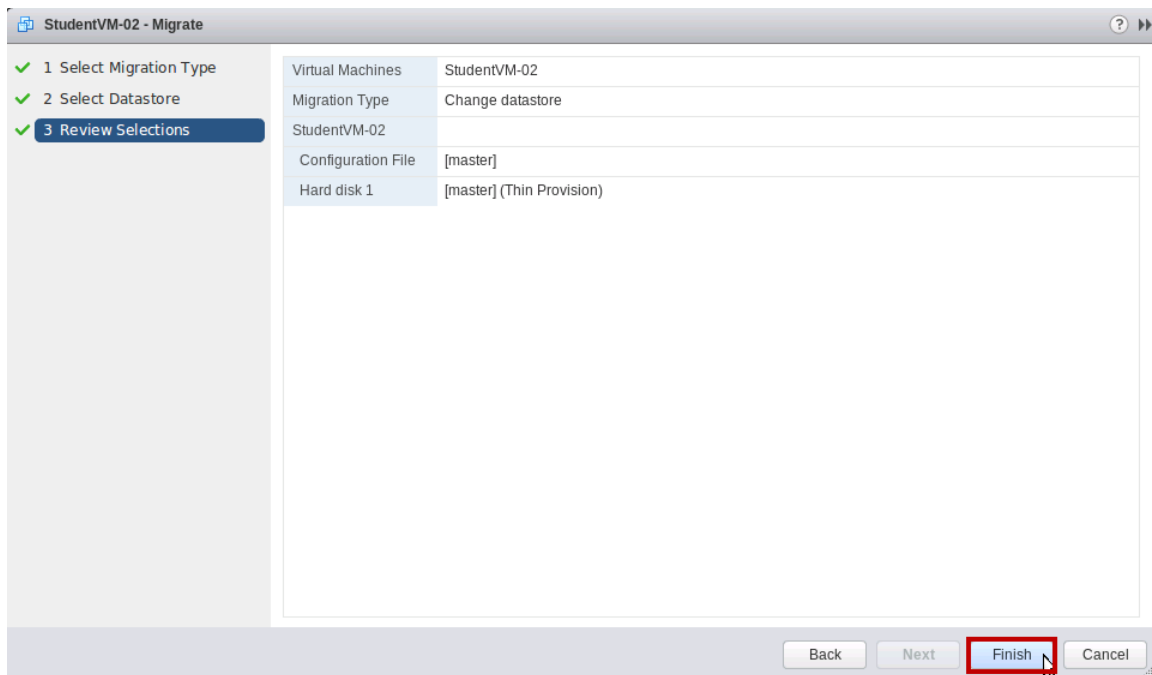 StudentVM-02 - Migrate
?
1 Select Migration Type
2 Select Datastore
3 Review Selections
Virtual Machines StudentVM-02
Migration Type Change datastore
StudentVM-02
Configuration File [master]
Hard disk 1 [master] (Thin Provision)
Back Next Finish Cancel